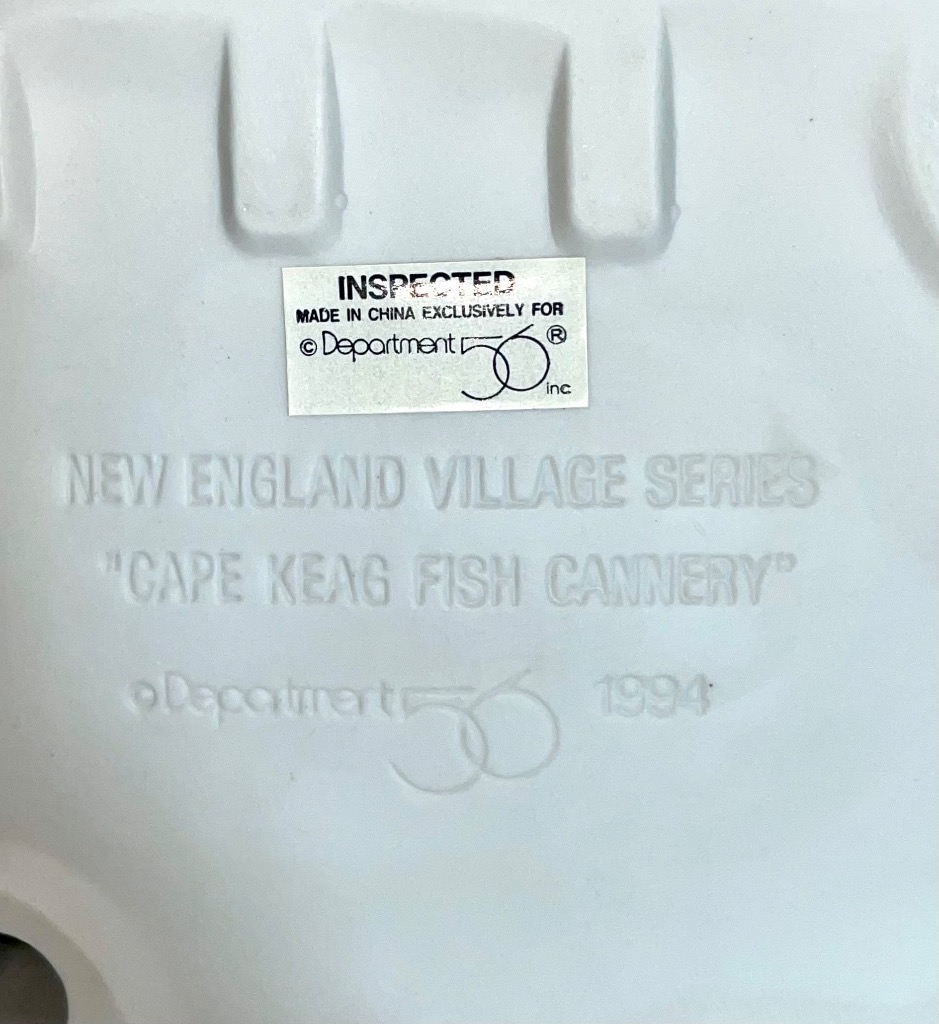 INSPECTED
MADE IN CHINA EXCLUSIVELY FOR
© Department 56 ® inc
NEW ENGLAND VILLAGE SERIES
"CAPE KEAG FISH CANNERY"
© Department 56 1994